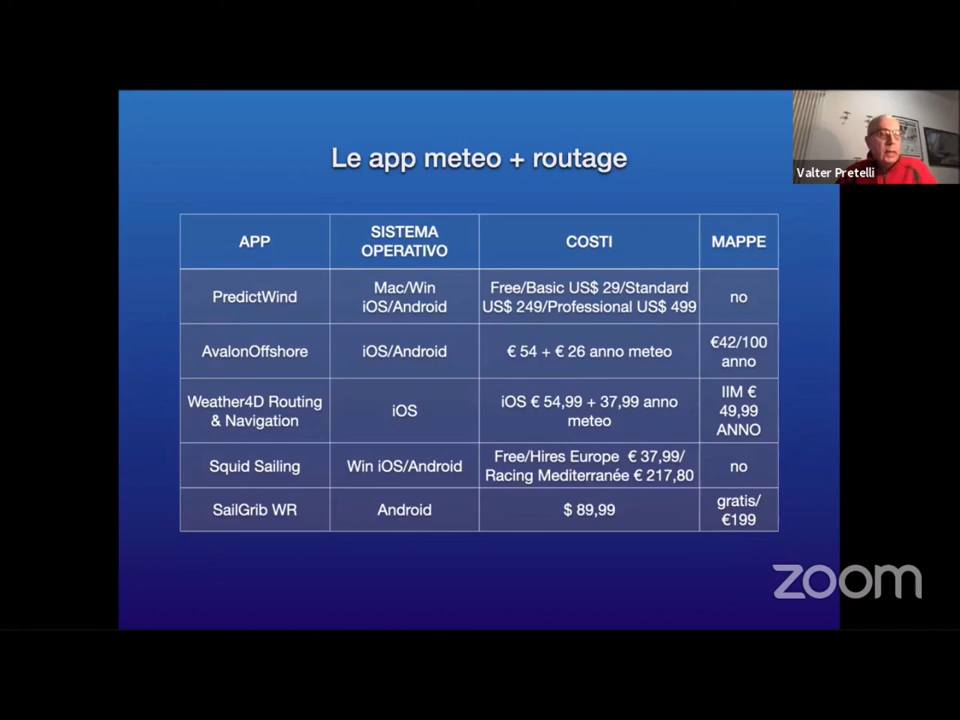 Le app meteo + routage
Valter Pretelli
APP
SISTEMA
OPERATIVO
COSTI
MAPPE
PredictWind
Mac/Win
iOS/Android
Free/Basic US$ 29/Standard
US$ 249/Professional US$ 499
no
AvalonOffshore
iOS/Android
€ 54 + € 26 anno meteo
€42/100
anno
Weather4D Routing
& Navigation
iOS
iOS € 54,99 + 37,99 anno
meteo
IIM €
49,99
ANNO
Squid Sailing
Win iOS/Android
Free/Hires Europe € 37,99/
Racing Mediterranée € 217,80
no
SailGrib WR
Android
$ 89,99
gratis/
€199
zoom